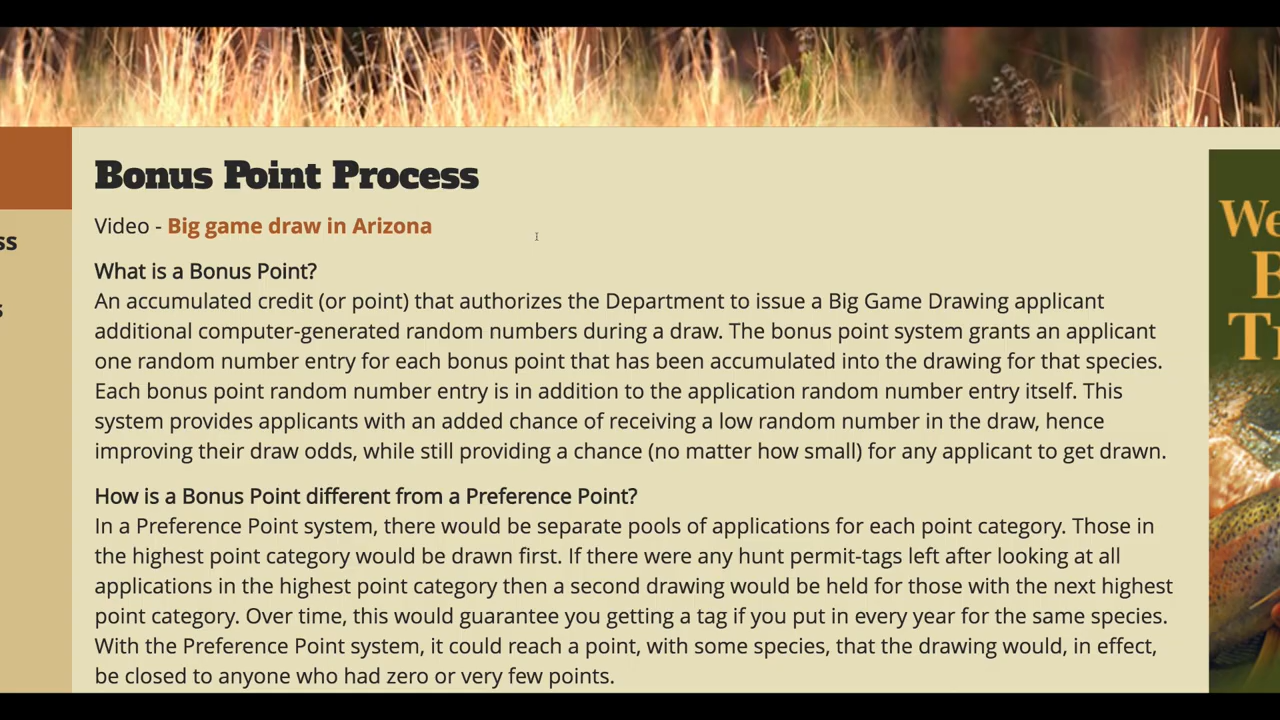 Bonus Point Process
Video - Big game draw in Arizona
What is a Bonus Point?
An accumulated credit (or point) that authorizes the Department to issue a Big Game Drawing applicant
additional computer-generated random numbers during a draw. The bonus point system grants an applicant
one random number entry for each bonus point that has been accumulated into the drawing for that species.
Each bonus point random number entry is in addition to the application random number entry itself. This
system provides applicants with an added chance of receiving a low random number in the draw, hence
improving their draw odds, while still providing a chance (no matter how small) for any applicant to get drawn.
How is a Bonus Point different from a Preference Point?
In a Preference Point system, there would be separate pools of applications for each point category. Those in
the highest point category would be drawn first. If there were any hunt permit-tags left after looking at all
applications in the highest point category then a second drawing would be held for those with the next highest
point category. Over time, this would guarantee you getting a tag if you put in every year for the same species.
With the Preference Point system, it could reach a point, with some species, that the drawing would, in effect,
be closed to anyone who had zero or very few points.